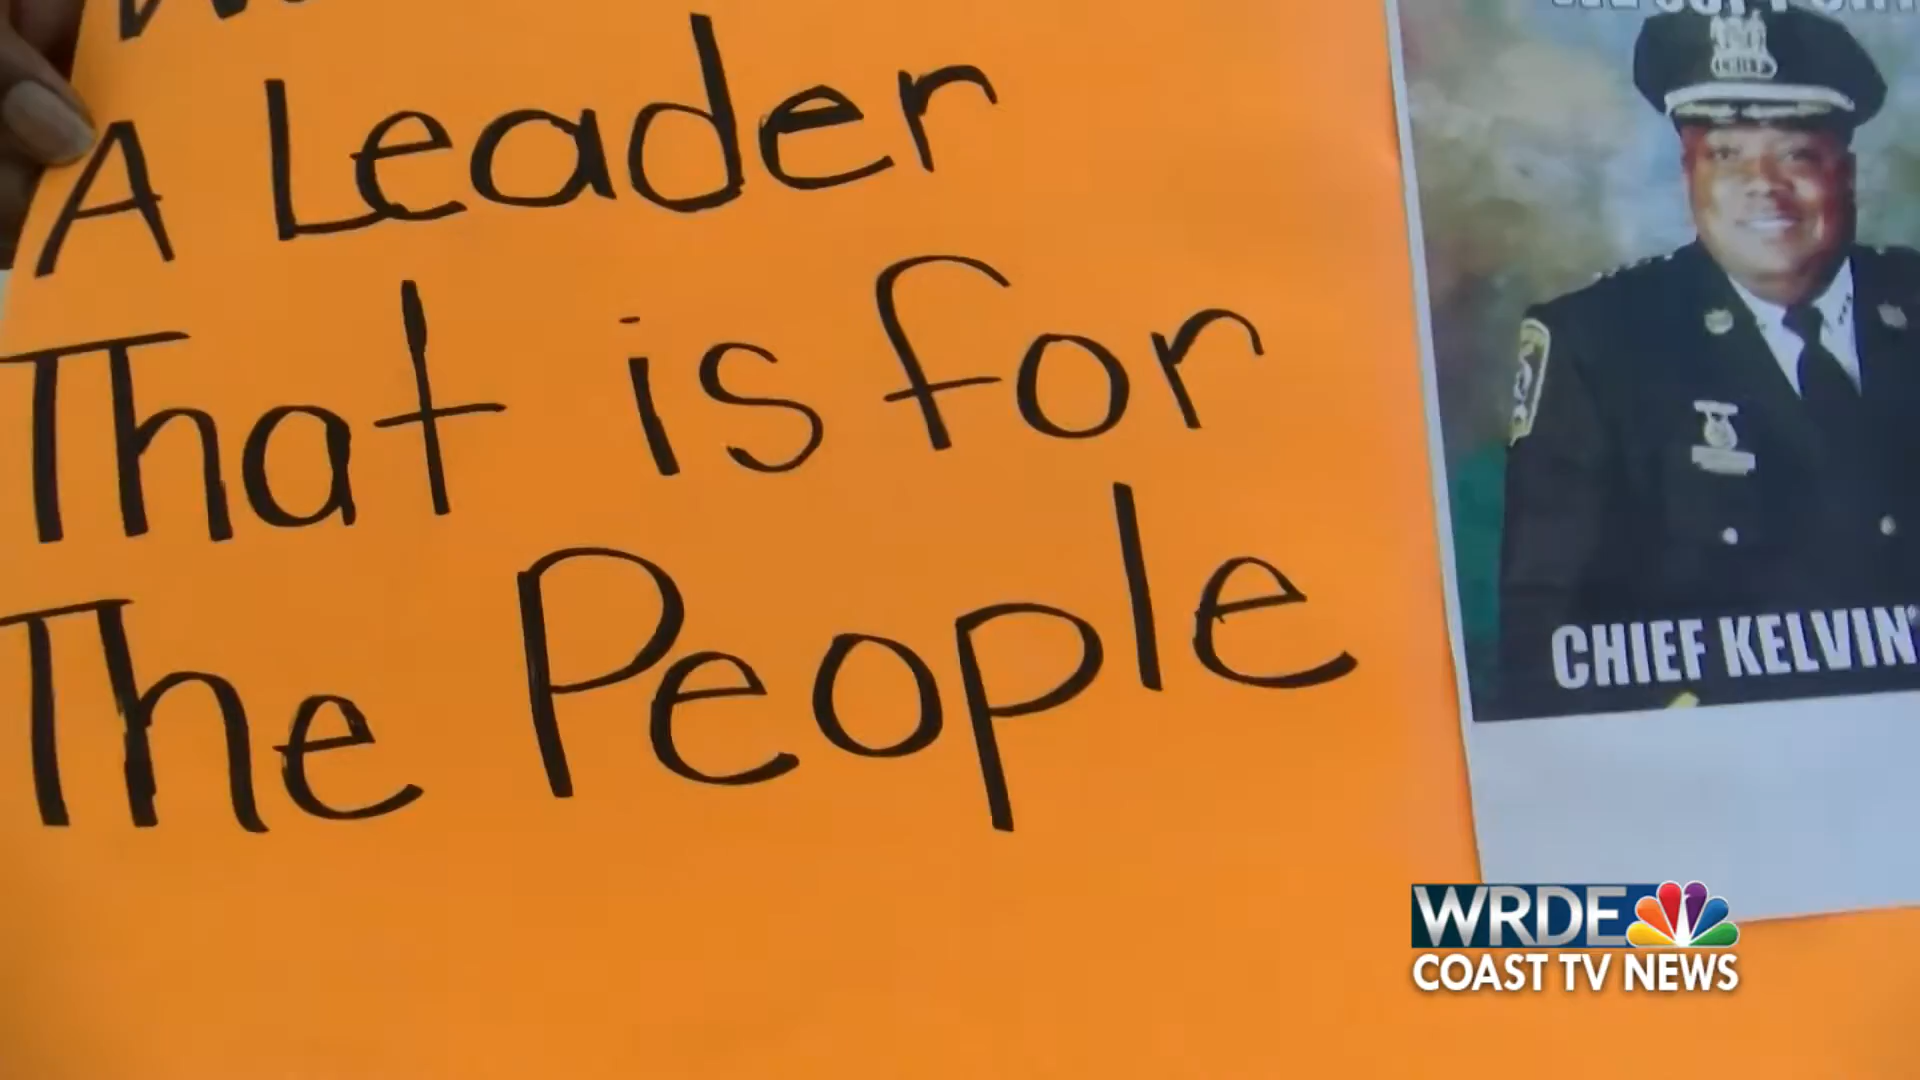 A Leader
That is for
The People
CHIEF KELVIN
WRDE
COAST TV NEWS